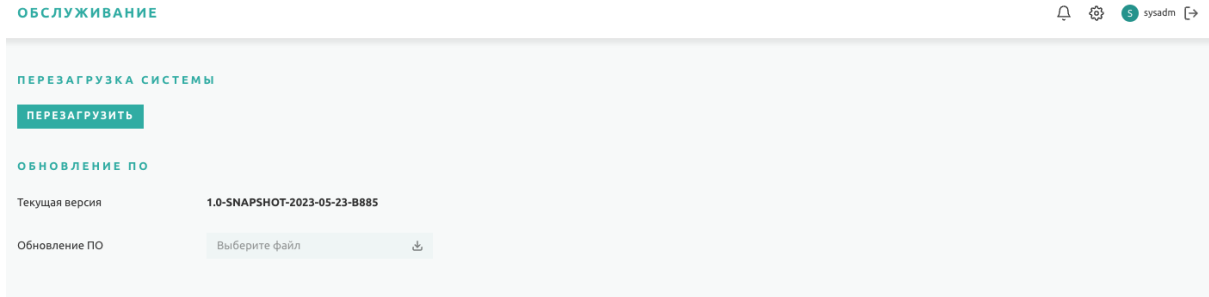 ОБСЛУЖИВАНИЕ
S sysadm
ПЕРЕЗАГРУЗКА СИСТЕМЫ
ПЕРЕЗАГРУЗИТЬ
ОБНОВЛЕНИЕ ПО
Текущая версия 1.0-SNAPSHOT-2023-05-23-B885
Обновление ПО Выберите файл